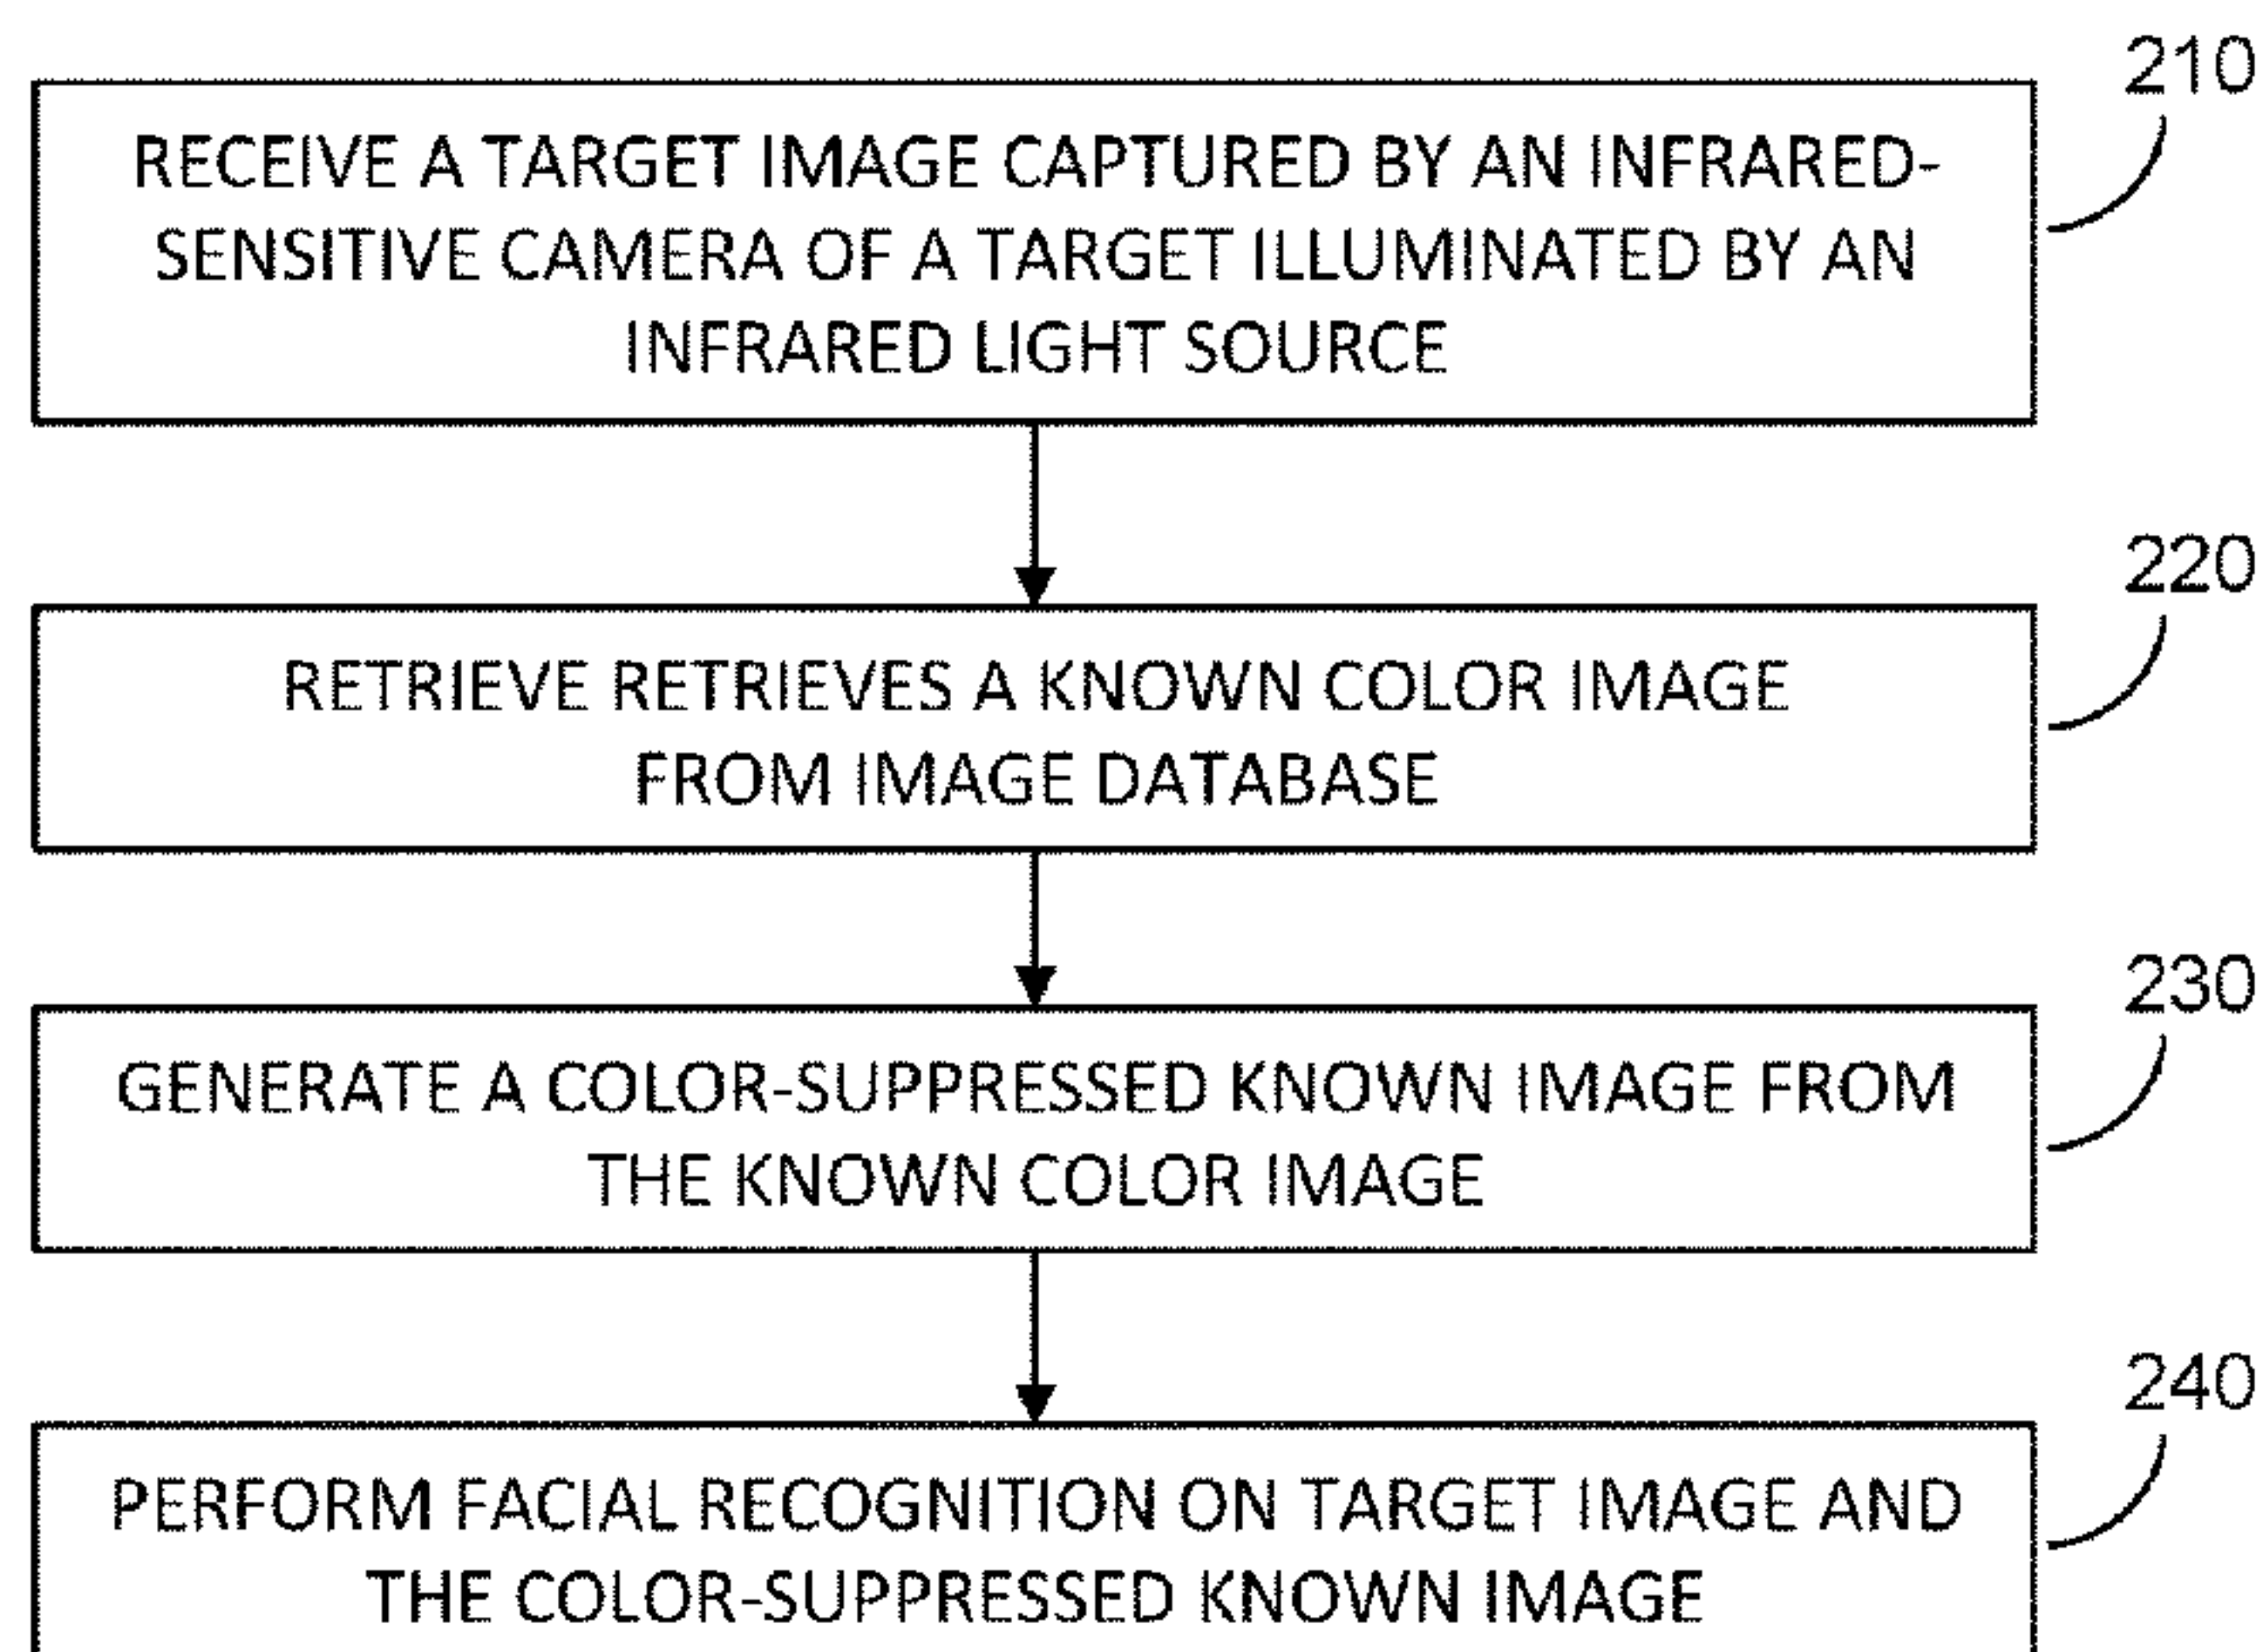 210
RECEIVE A TARGET IMAGE CAPTURED BY AN INFRARED-
SENSITIVE CAMERA OF A TARGET ILLUMINATED BY AN
INFRARED LIGHT SOURCE
220
RETRIEVE RETRIEVES A KNOWN COLOR IMAGE
FROM IMAGE DATABASE
230
GENERATE A COLOR-SUPPRESSED KNOWN IMAGE FROM
THE KNOWN COLOR IMAGE
240
PERFORM FACIAL RECOGNITION ON TARGET IMAGE AND
THE COLOR-SUPPRESSED KNOWN IMAGE